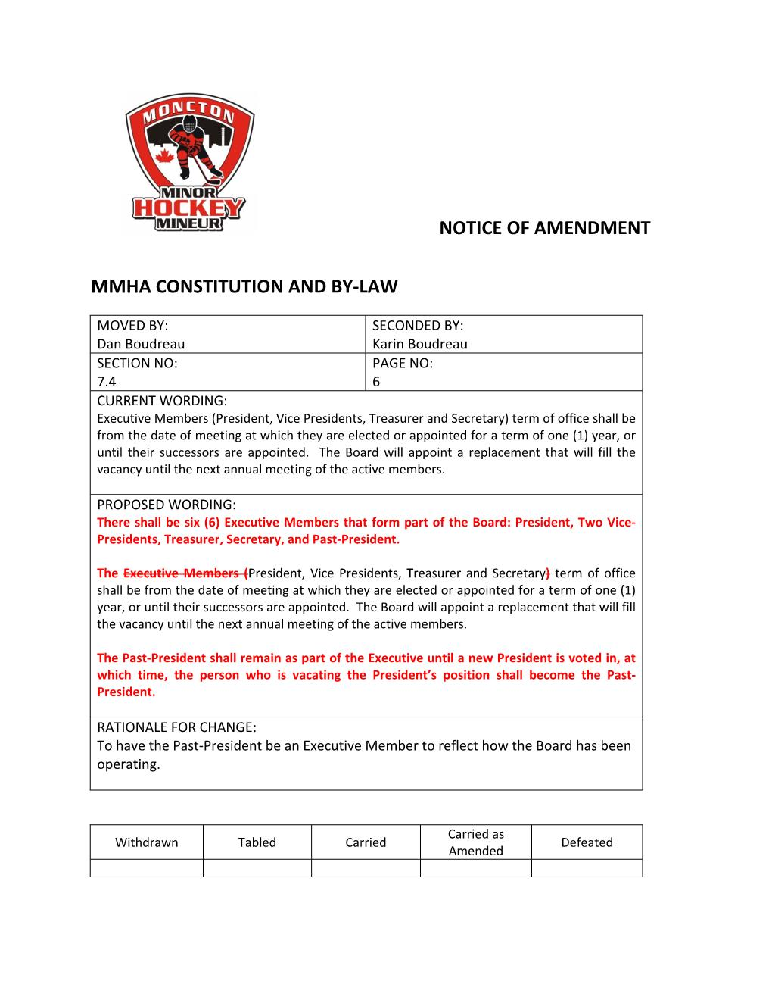 MONCTON
MINOR
HOCKEY
MINEUR
NOTICE OF AMENDMENT
MMHA CONSTITUTION AND BY-LAW
MOVED BY:
Dan Boudreau
SECONDED BY:
Karin Boudreau
SECTION NO:
7.4
PAGE NO:
6
CURRENT WORDING:
Executive Members (President, Vice Presidents, Treasurer and Secretary) term of office shall be
from the date of meeting at which they are elected or appointed for a term of one (1) year, or
until their successors are appointed.  The Board will appoint a replacement that will fill the
vacancy until the next annual meeting of the active members.
PROPOSED WORDING:
There shall be six (6) Executive Members that form part of the Board: President, Two Vice-
Presidents, Treasurer, Secretary, and Past-President.
The Executive Members (President, Vice Presidents, Treasurer and Secretary) term of office
shall be from the date of meeting at which they are elected or appointed for a term of one (1)
year, or until their successors are appointed.  The Board will appoint a replacement that will fill
the vacancy until the next annual meeting of the active members.
The Past-President shall remain as part of the Executive until a new President is voted in, at
which time, the person who is vacating the President’s position shall become the Past-
President.
RATIONALE FOR CHANGE:
To have the Past-President be an Executive Member to reflect how the Board has been
operating.
Withdrawn
Tabled
Carried
Carried as
Amended
Defeated